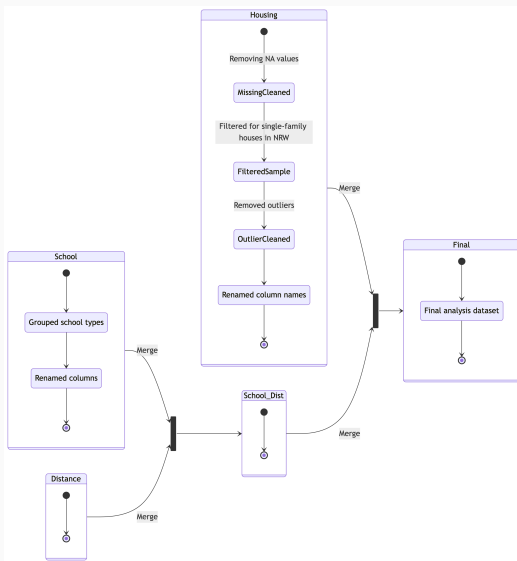 Housing
Removing NA values
MissingCleaned
Filtered for single-family
houses in NRW
FilteredSample
Removed outliers
OutlierCleaned
Renamed column names
Merge
Final
Final analysis dataset
School
Grouped school types
Renamed columns
Merge
School_Dist
Merge
Distance
Merge